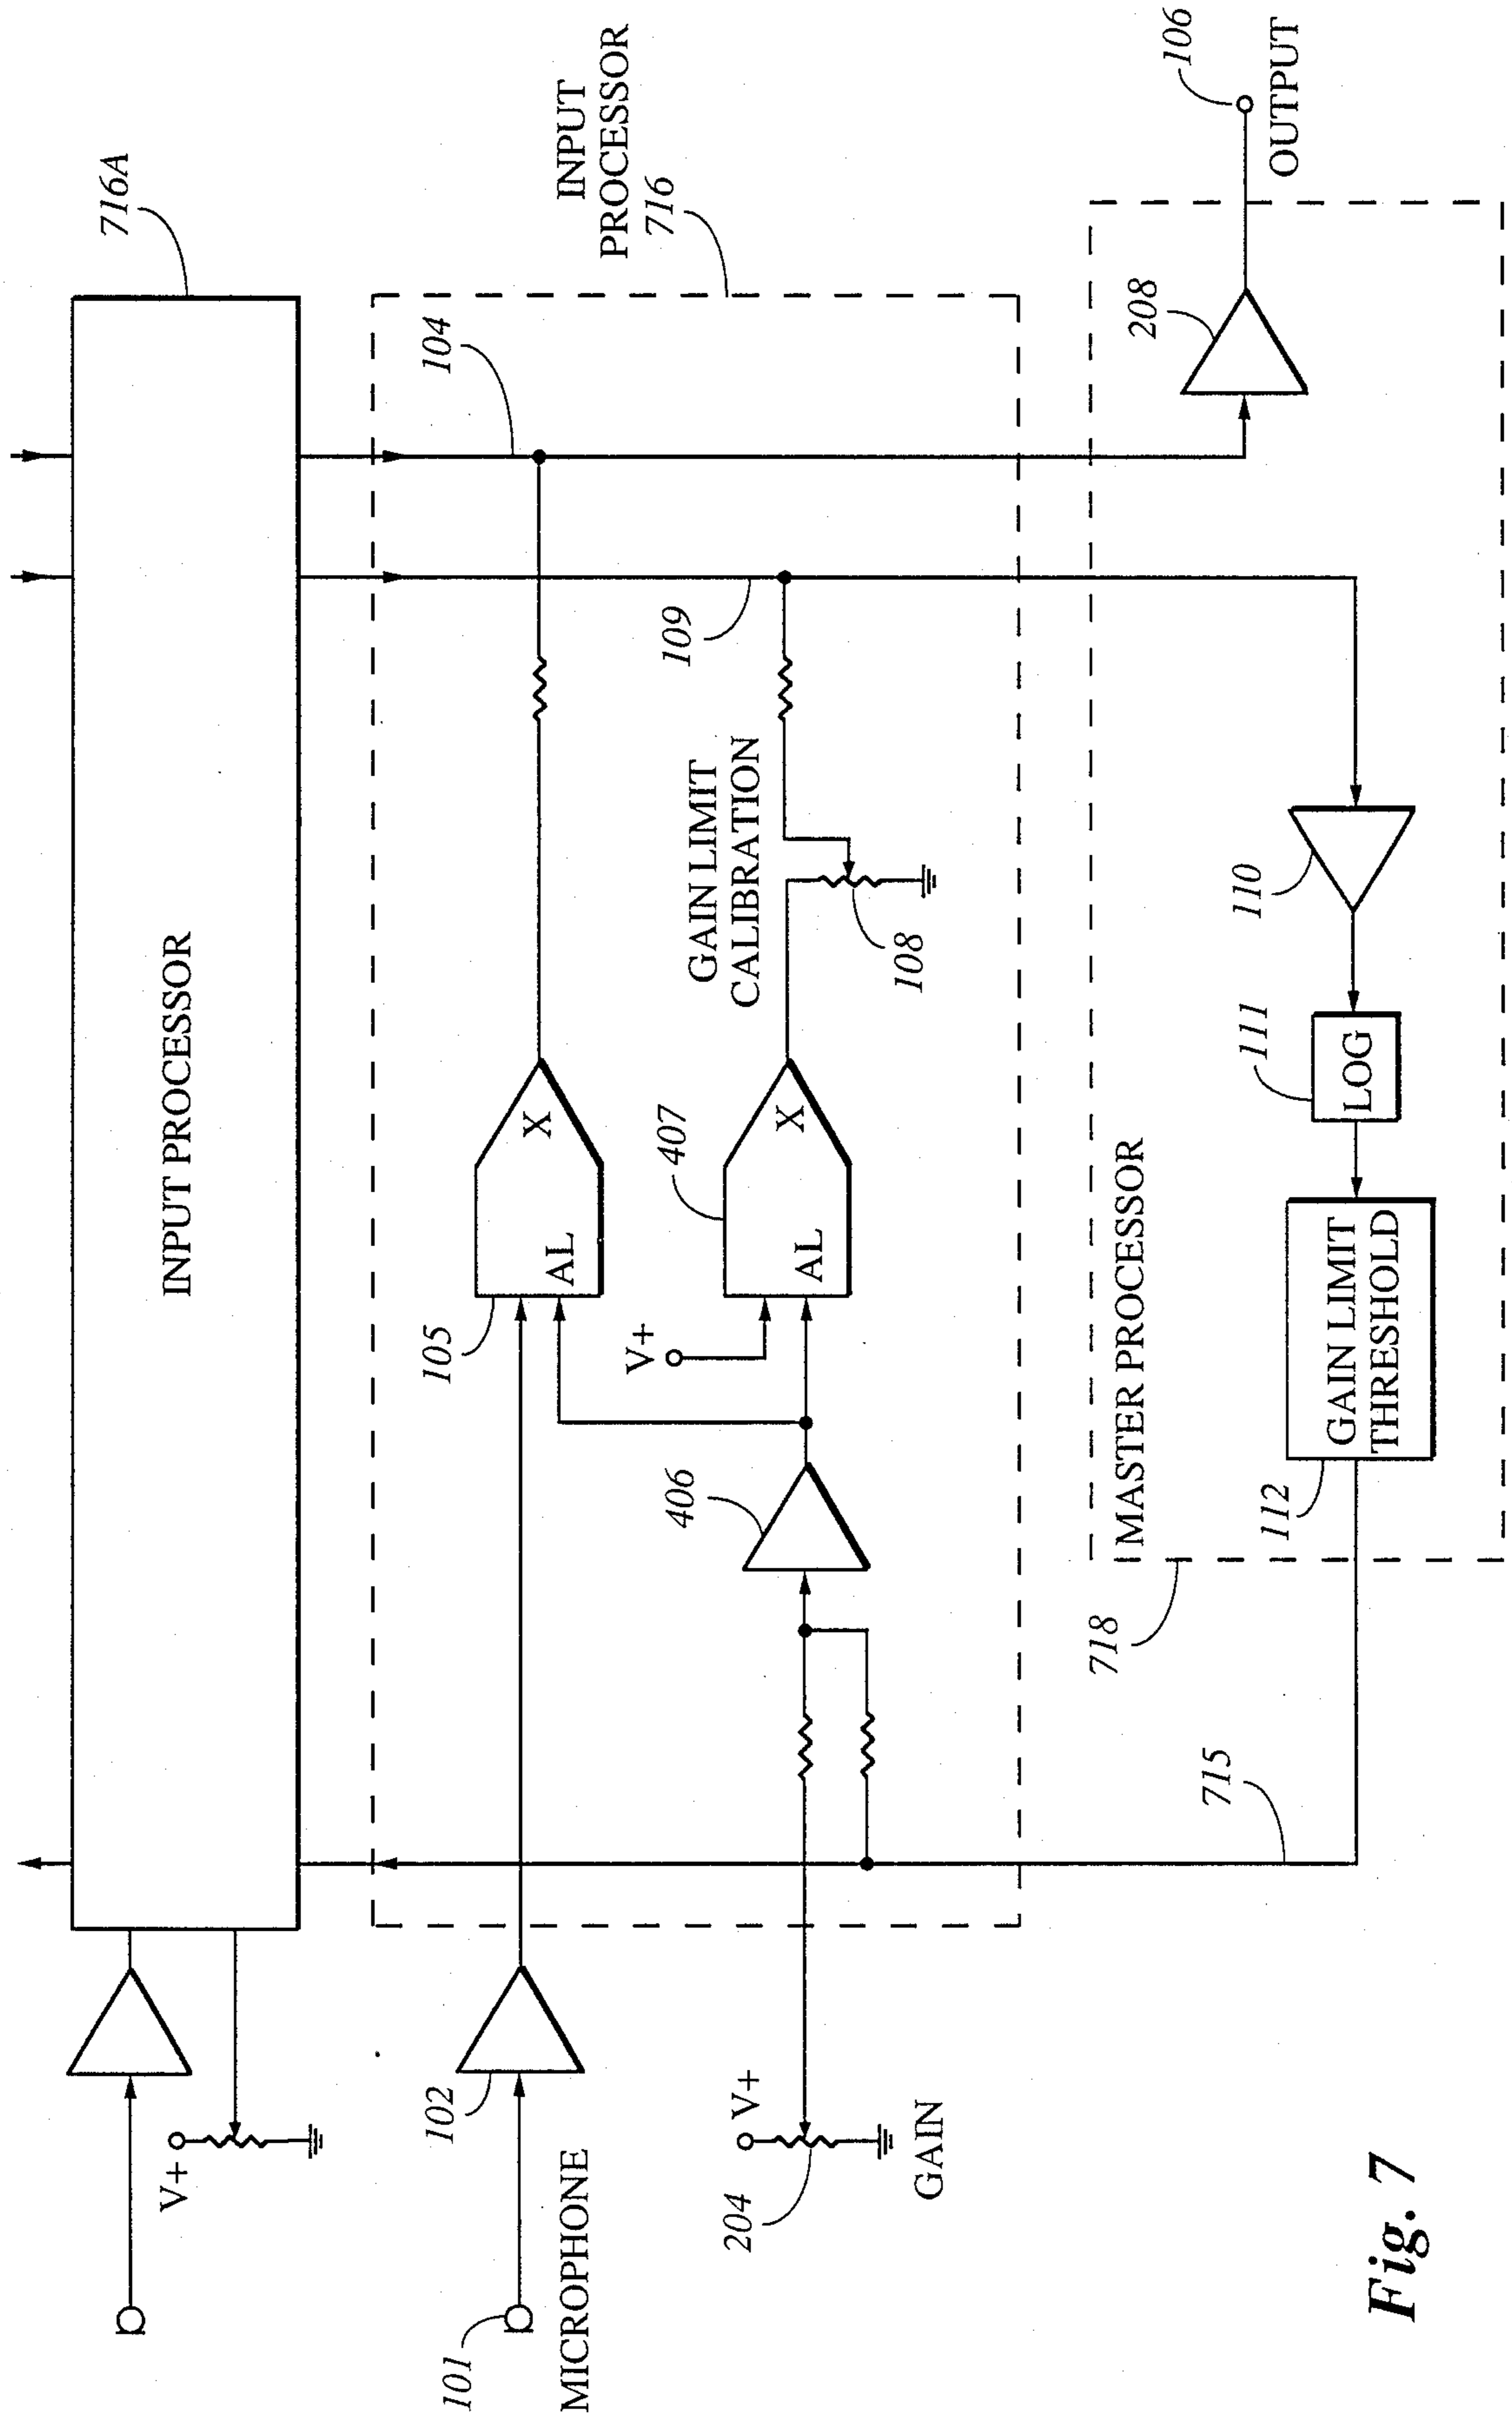 716A
INPUT PROCESSOR
V+
INPUT
PROCESSOR
716
104
105
AL
X
109
101
MICROPHONE
102
V+
407
AL
X
GAIN LIMIT
CALIBRATION
108
406
V+
204
GAIN
718
MASTER PROCESSOR
208
106
OUTPUT
715
112
GAIN LIMIT
THRESHOLD
111
LOG
110
Fig. 7